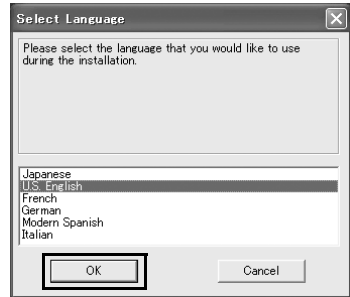 Select Language
Please select the language that you would like to use
during the installation.
Japanese
U.S. English
French
German
Modern Spanish
Italian
OK
Cancel